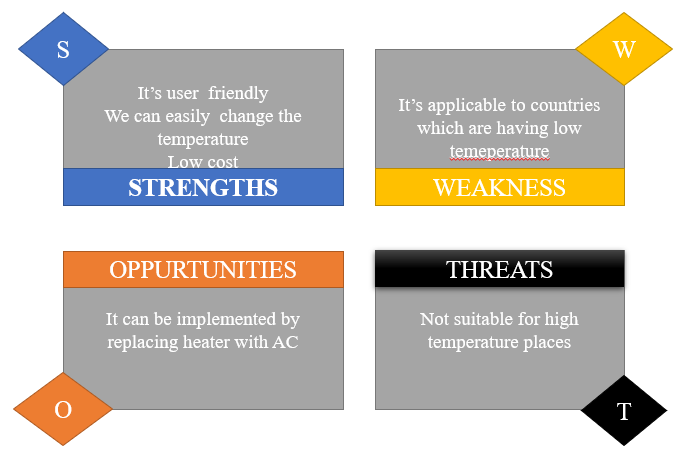 S
It's user friendly
We can easily change the
temperature
Low cost
STRENGTHS
W
It's applicable to countries
which are having low
temeperature
WEAKNESS
OPPURTUNITIES
It can be implemented by
replacing heater with AC
O
THREATS
Not suitable for high
temperature places
T